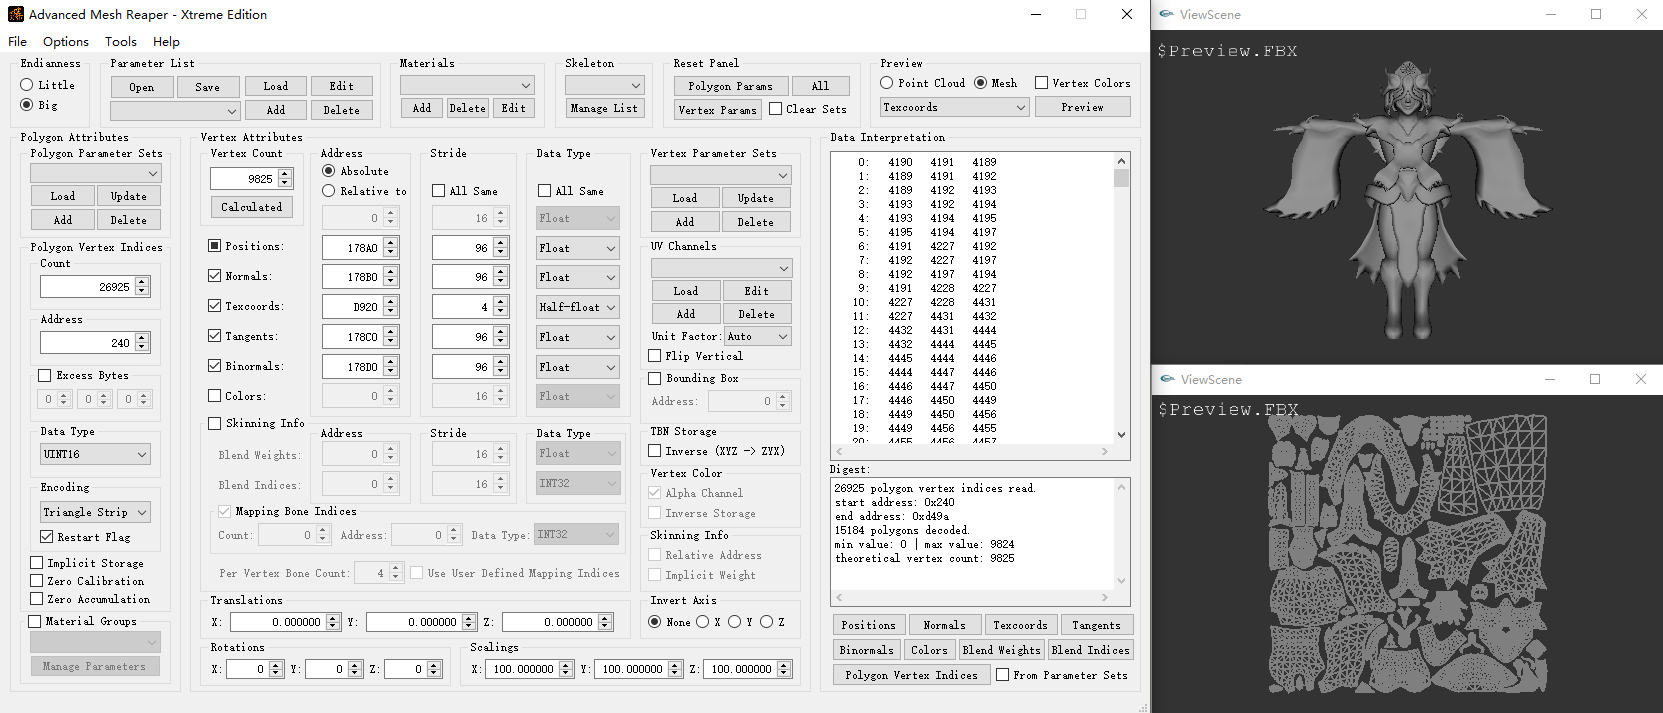 Advanced Mesh Reaper - Xtreme Edition
File Options Tools Help
Endianness
Little
Big
Parameter List
Open Save Load Edit
Add Delete
Materials
Add Delete Edit
Skeleton
Manage List
Reset Panel
Polygon Params All
Vertex Params Clear Sets
Preview
Point Cloud Mesh Vertex Colors
Texcoords Preview
Polygon Attributes
Polygon Parameter Sets
Load Update
Add Delete
Polygon Vertex Indices
Count
26925
Address
240
Excess Bytes
0 0 0
Data Type
UINT16
Encoding
Triangle Strip
Restart Flag
Implicit Storage
Zero Calibration
Zero Accumulation
Material Groups
Manage Parameters
Vertex Attributes
Vertex Count
9825
Calculated
Address
Absolute
Relative to
0
Stride
All Same
16
Data Type
All Same
Float
Positions: 178A0 96 Float
Normals: 178B0 96 Float
Texcoords: D920 4 Half-float
Tangents: 178C0 96 Float
Binormals: 178D0 96 Float
Colors: 0 16 Float
Skinning Info
Address Stride Data Type
Blend Weights: 0 16 Float
Blend Indices: 0 16 INT32
Mapping Bone Indices
Count: 0 Address: 0 Data Type: INT32
Per Vertex Bone Count: 4 Use User Defined Mapping Indices
Translations
X: 0.000000 Y: 0.000000 Z: 0.000000
Rotations
X: 0 Y: 0 Z: 0
Scalings
X: 100.000000 Y: 100.000000 Z: 100.000000
Vertex Parameter Sets
Load Update
Add Delete
UV Channels
Load Edit
Add Delete
Unit Factor: Auto
Flip Vertical
Bounding Box
Address: 0
TBN Storage
Inverse (XYZ -> ZYX)
Vertex Color
Alpha Channel
Inverse Storage
Skinning Info
Relative Address
Implicit Weight
Invert Axis
None X Y Z
Data Interpretation
0: 4190 4191 4189
1: 4189 4191 4192
2: 4189 4192 4193
3: 4193 4192 4194
4: 4193 4194 4195
5: 4195 4194 4197
6: 4191 4227 4192
7: 4192 4227 4197
8: 4192 4197 4194
9: 4191 4228 4227
10: 4227 4228 4431
11: 4227 4431 4432
12: 4432 4431 4444
13: 4432 4444 4445
14: 4445 4444 4446
15: 4444 4447 4446
16: 4446 4447 4450
17: 4446 4450 4449
18: 4449 4450 4456
19: 4449 4456 4455
20: 4455 4456 4457
Digest:
26925 polygon vertex indices read.
start address: 0x240
end address: 0xd49a
15184 polygons decoded.
min value: 0 | max value: 9824
theoretical vertex count: 9825
Positions Normals Texcoords Tangents
Binormals Colors Blend Weights Blend Indices
Polygon Vertex Indices From Parameter Sets
ViewScene
$Preview.FBX
ViewScene
$Preview.FBX